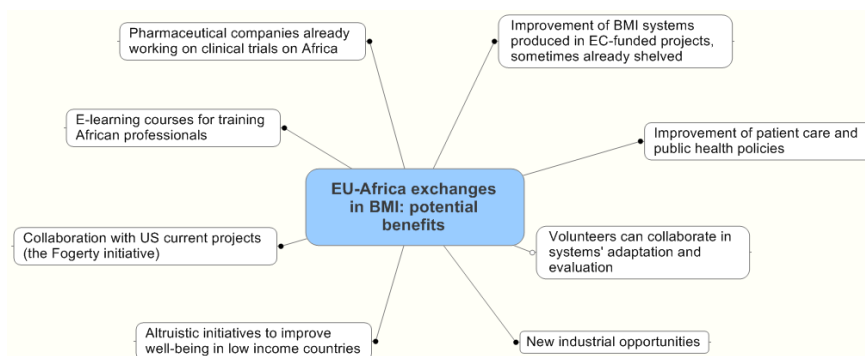 Pharmaceutical companies already
working on clinical trials on Africa
Improvement of BMI systems
produced in EC-funded projects,
sometimes already shelved
E-learning courses for training
African professionals
Improvement of patient care and
public health policies
EU-Africa exchanges
in BMI: potential
benefits
Collaboration with US current projects
(the Fogerty initiative)
Volunteers can collaborate in
systems' adaptation and
evaluation
Altruistic initiatives to improve
well-being in low income countries
New industrial opportunities